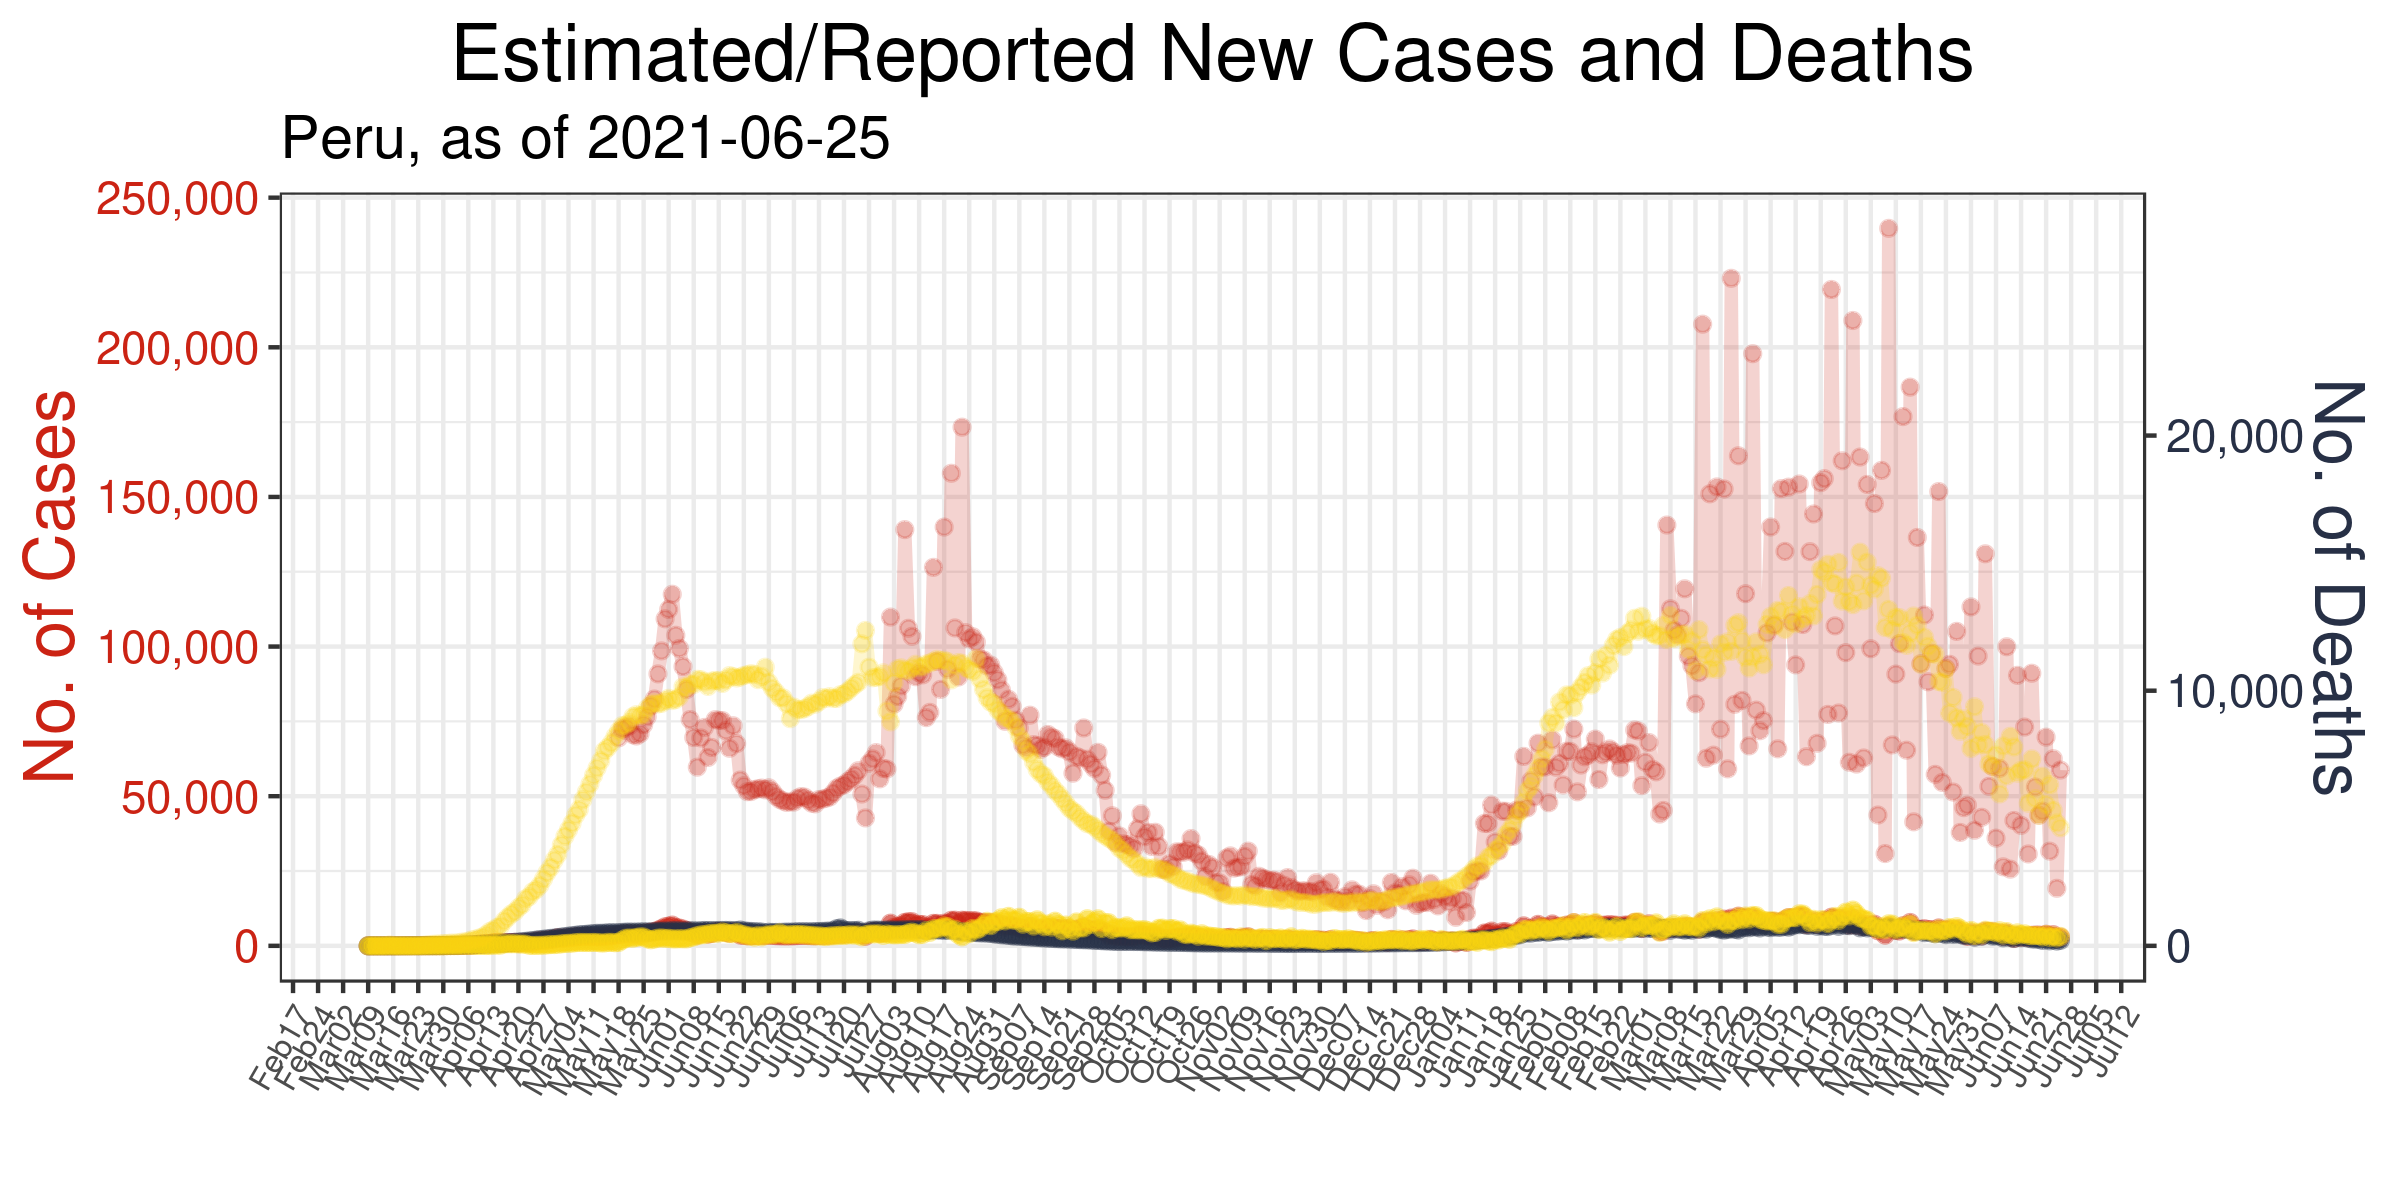 Estimated/Reported New Cases and Deaths
Peru, as of 2021-06-25
No. of Cases
250,000
200,000
150,000
100,000
50,000
0
No. of Deaths
20,000
10,000
0
Feb17
Feb24
Mar02
Mar09
Mar16
Mar23
Mar30
Apr06
Apr13
Apr20
Apr27
May04
May11
May18
May25
Jun01
Jun08
Jun15
Jun22
Jun29
Jul06
Jul13
Jul20
Jul27
Aug03
Aug10
Aug17
Aug24
Aug31
Sep07
Sep14
Sep21
Sep28
Oct05
Oct12
Oct19
Oct26
Nov02
Nov09
Nov16
Nov23
Nov30
Dec07
Dec14
Dec21
Dec28
Jan04
Jan11
Jan18
Jan25
Feb01
Feb08
Feb15
Feb22
Mar01
Mar08
Mar15
Mar22
Mar29
Apr05
Apr12
Apr19
Apr26
May03
May10
May17
May24
May31
Jun07
Jun14
Jun21
Jun28
Jul05
Jul12